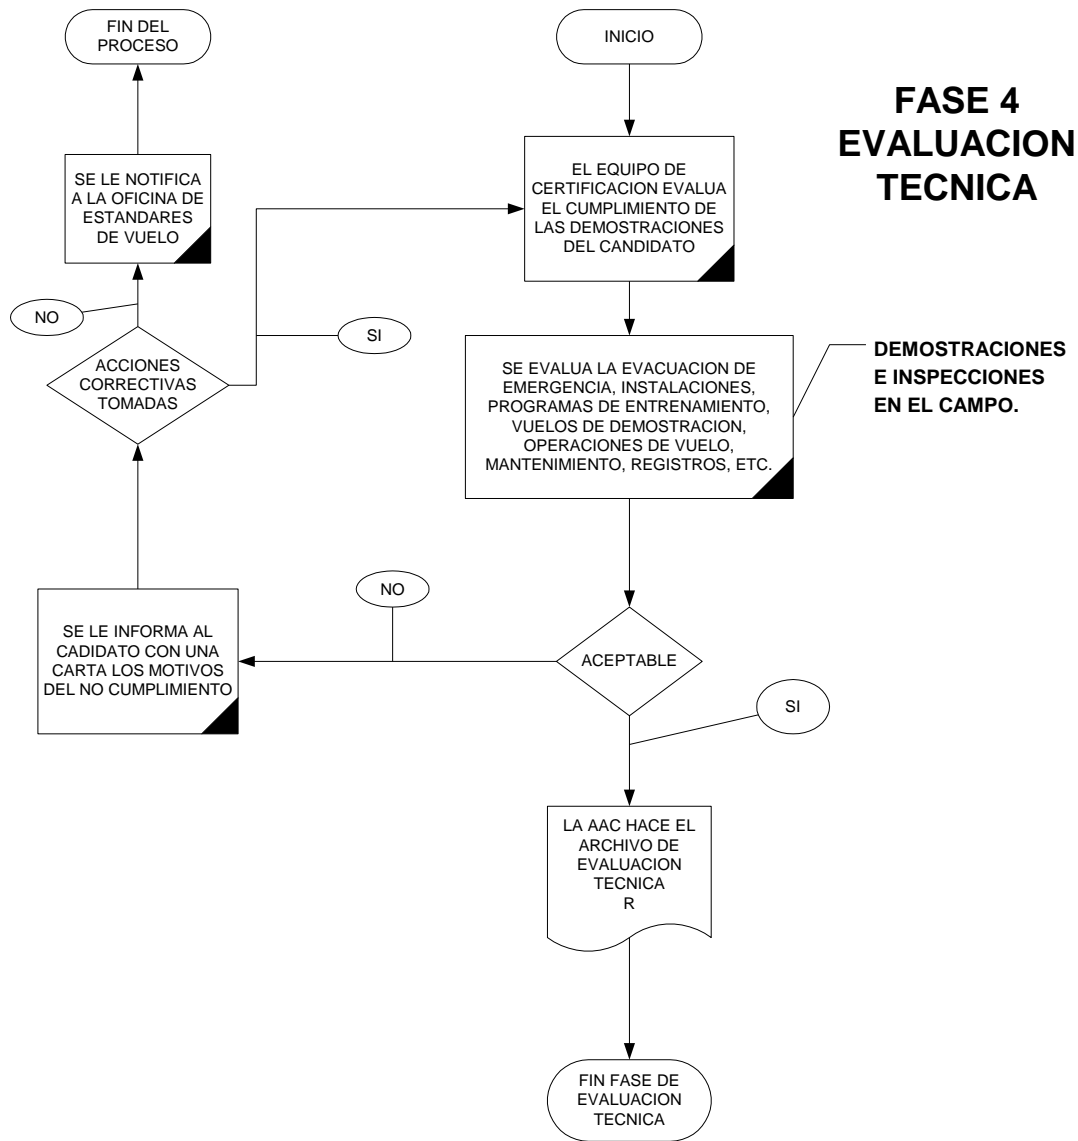 FIN DEL
PROCESO
INICIO
FASE 4
EVALUACION
TECNICA
SE LE NOTIFICA
A LA OFICINA DE
ESTANDARES
DE VUELO
EL EQUIPO DE
CERTIFICACION EVALUA
EL CUMPLIMIENTO DE
LAS DEMOSTRACIONES
DEL CANDIDATO
NO
SI
ACCIONES
CORRECTIVAS
TOMADAS
SE EVALUA LA EVACUACION DE
EMERGENCIA, INSTALACIONES,
PROGRAMAS DE ENTRENAMIENTO,
VUELOS DE DEMOSTRACION,
OPERACIONES DE VUELO,
MANTENIMIENTO, REGISTROS, ETC.
DEMOSTRACIONES
E INSPECCIONES
EN EL CAMPO.
NO
SE LE INFORMA AL
CADIDATO CON UNA
CARTA LOS MOTIVOS
DEL NO CUMPLIMIENTO
ACEPTABLE
SI
LA AAC HACE EL
ARCHIVO DE
EVALUACION
TECNICA
R
FIN FASE DE
EVALUACION
TECNICA